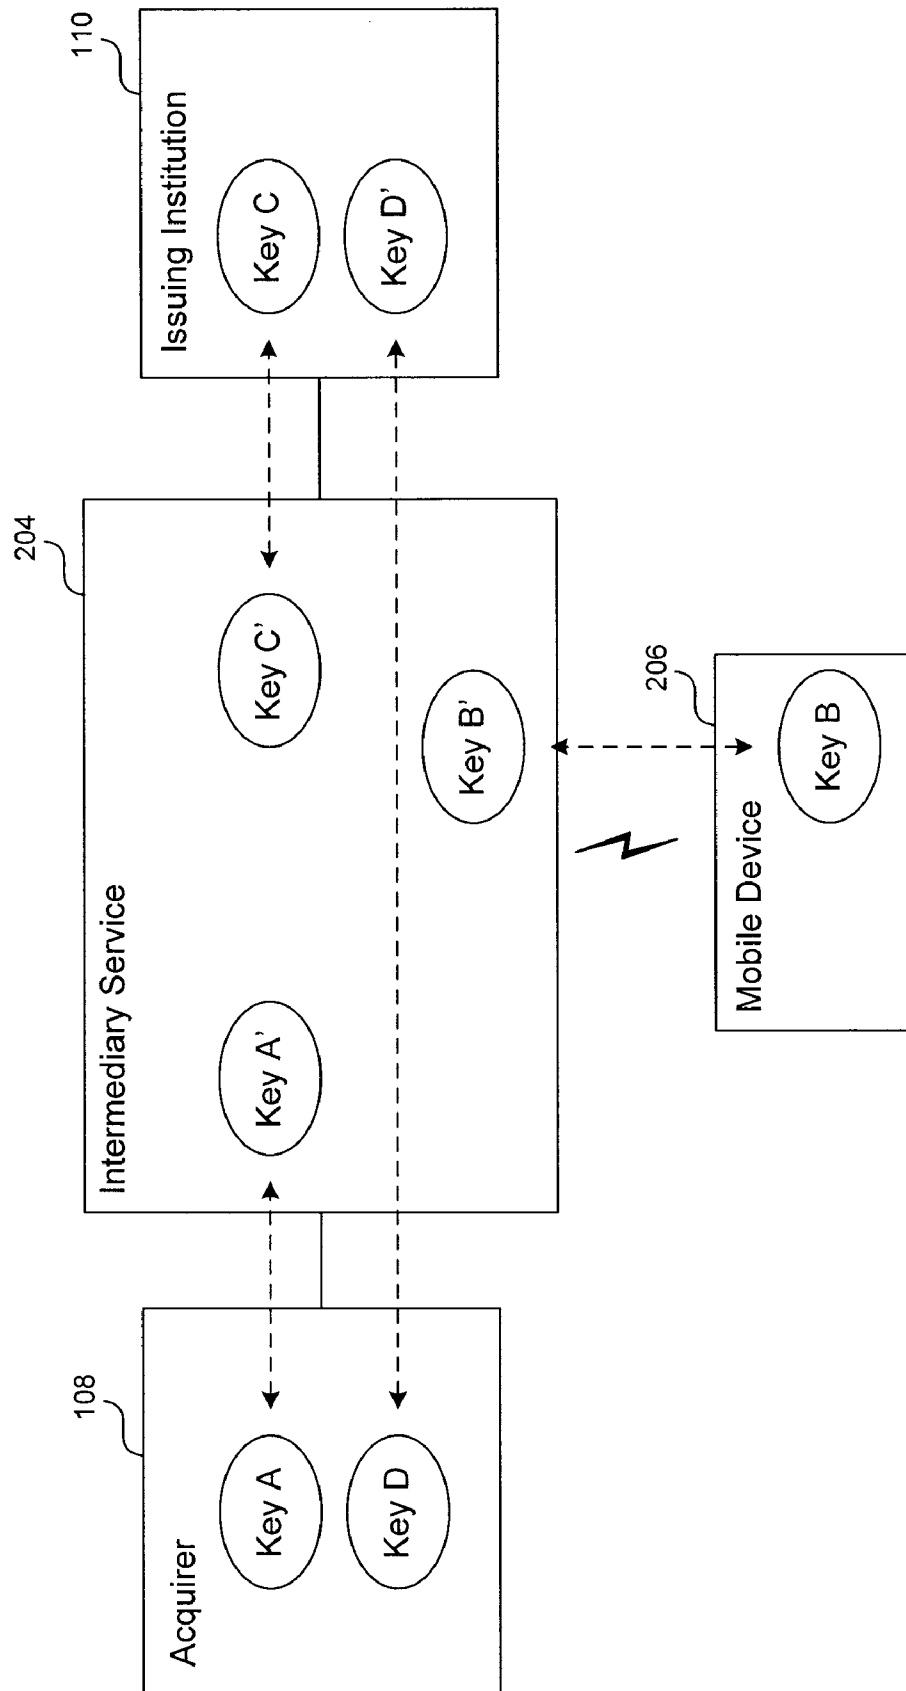 108
Acquirer
Key A
Key D
204
Intermediary Service
Key A'
Key C'
Key B'
110
Issuing Institution
Key C
Key D'
206
Mobile Device
Key B